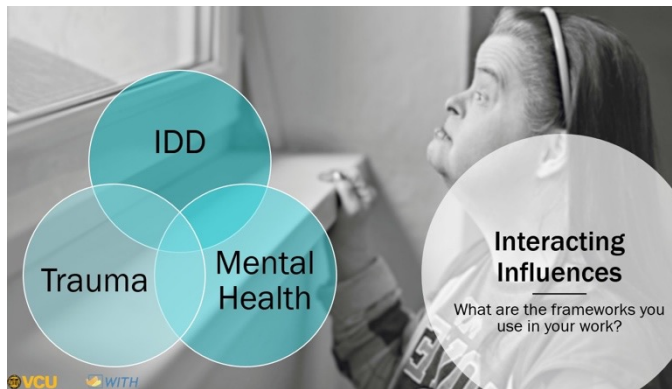 IDD
Trauma
Mental
Health
Interacting
Influences
What are the frameworks you
use in your work?
VCU
WITH